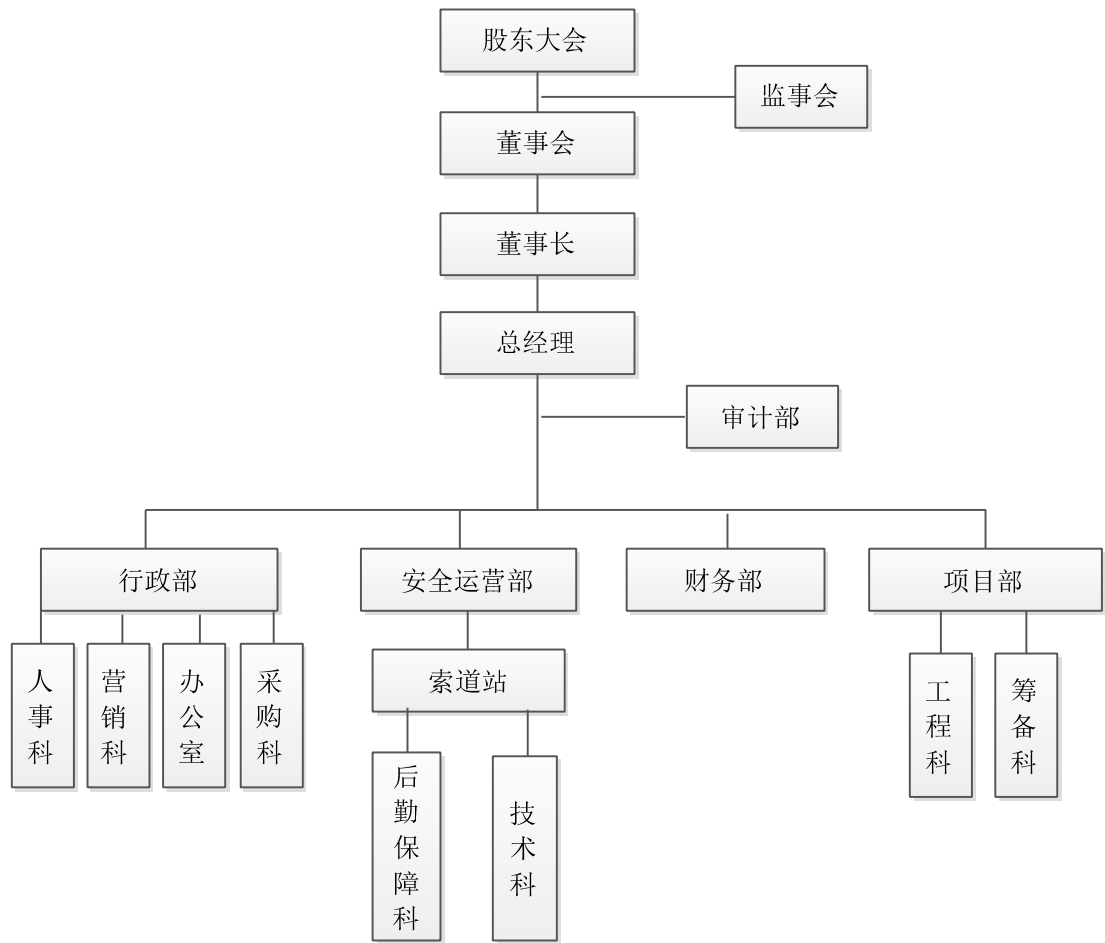 股东大会
监事会
董事会
董事长
总经理
审计部
行政部
安全运营部
财务部
项目部
人事科
营销科
办公室
采购科
索道站
工程科
筹备科
后勤保障科
技术科